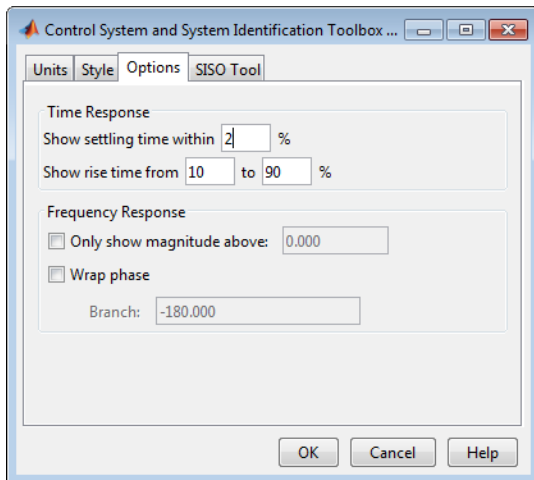 Control System and System Identification Toolbox ...
Units Style Options SISO Tool
Time Response
Show settling time within 2 %
Show rise time from 10 to 90 %
Frequency Response
Only show magnitude above: 0.000
Wrap phase
Branch: -180.000
OK Cancel Help